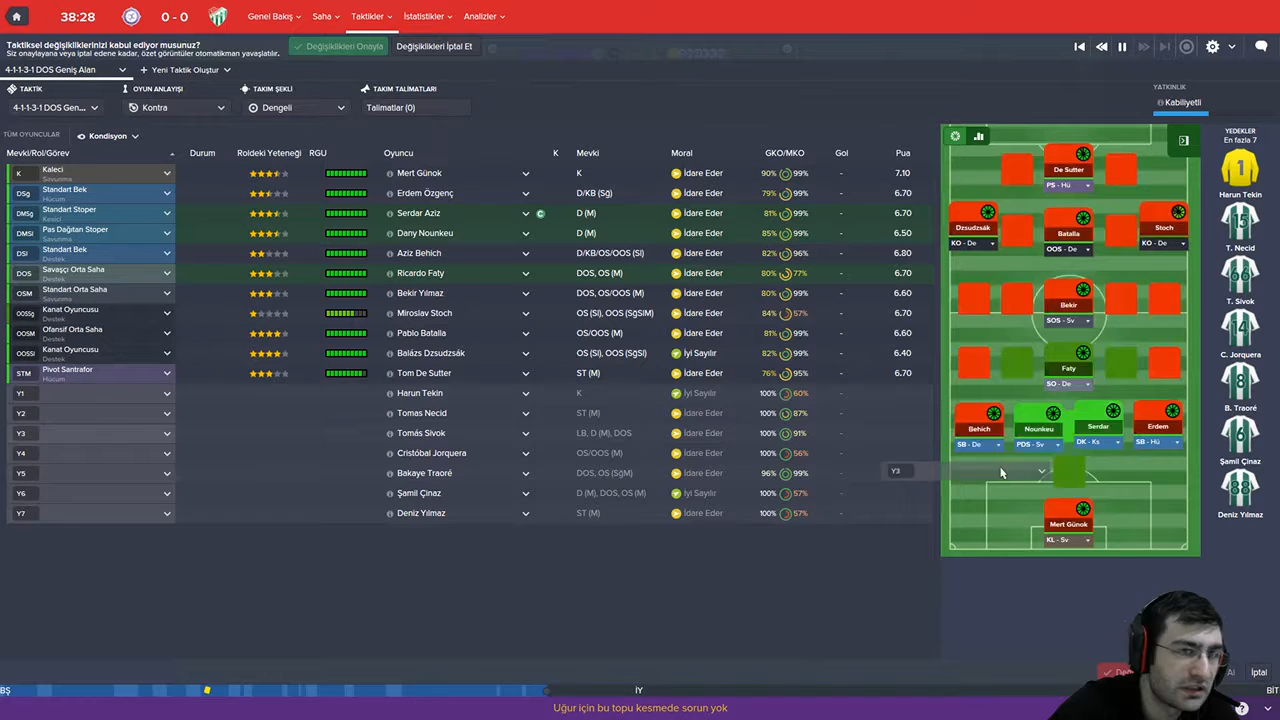 38:28
0 - 0
Genel Bakış
Saha
Taktikler
İstatistikler
Analizler
Taktiksel değişikliklerinizi kabul ediyor musunuz?
Siz onaylayana veya iptal edene kadar, özet görüntüler otomatikman yavaşlatılır.
Değişiklikleri Onayla
Değişiklikleri İptal Et
4-1-1-3-1 DOS Geniş Alan
Yeni Taktik Oluştur
TAKTİK
OYUN ANLAYIŞI
TAKIM ŞEKLİ
TAKIM TALİMATLARI
YATKINLIK
4-1-1-3-1 DOS Gen...
Kontra
Dengeli
Talimatlar (0)
Kabiliyetli
TÜM OYUNCULAR
Kondisyon
Mevki/Rol/Görev Durum Roldeki Yeteneği RGU Oyuncu K Mevki Moral GKO/MKO Gol Pua
K Kaleci Savunma Mert Günok K İdare Eder 90% 99% - 7.10
DSğ Standart Bek Hücum Erdem Özgenç D/KB (Sğ) İdare Eder 79% 99% - 6.70
DMSğ Standart Stoper Kesici Serdar Aziz C D (M) İdare Eder 81% 99% - 6.70
DMSl Pas Dağıtan Stoper Savunma Dany Nounkeu D (M) İdare Eder 85% 99% - 6.50
DSl Standart Bek Destek Aziz Behich D/KB/OS/OOS (Sl) İdare Eder 82% 96% - 6.80
DOS Savaşçı Orta Saha Destek Ricardo Faty DOS, OS (M) İdare Eder 80% 77% - 6.70
OSM Standart Orta Saha Savunma Bekir Yılmaz DOS, OS/OOS (M) İdare Eder 80% 99% - 6.60
OOSSğ Kanat Oyuncusu Destek Miroslav Stoch OS (Sl), OOS (SğSlM) İdare Eder 84% 57% - 6.70
OOSM Ofansif Orta Saha Destek Pablo Batalla OS/OOS (M) İdare Eder 81% 99% - 6.60
OOSSl Kanat Oyuncusu Destek Balázs Dzsudzsák OS (Sl), OOS (SğSl) İyi Sayılır 82% 99% - 6.40
STM Pivot Santrafor Hücum Tom De Sutter ST (M) İdare Eder 76% 95% - 6.70
Y1 Harun Tekin K İyi Sayılır 100% 60% -
Y2 Tomas Necid ST (M) İdare Eder 100% 87% -
Y3 Tomás Sivok LB, D (M), DOS İdare Eder 100% 91% -
Y4 Cristóbal Jorquera OS/OOS (M) İdare Eder 100% 56% -
Y5 Bakaye Traoré DOS, OS (SğM) İdare Eder 96% 99% -
Y6 Şamil Çinaz D (M), DOS, OS (M) İyi Sayılır 100% 57% -
Y7 Deniz Yılmaz ST (M) İdare Eder 100% 57% -
De Sutter
PS - Hü
Dzsudzsák Batalla Stoch
KO - De OOS - De KO - De
Bekir
SOS - Sv
Faty
SO - De
Behich Nounkeu Serdar Erdem
SB - De PDS - Sv DK - Ks SB - Hü
Y3
Mert Günok
KL - Sv
YEDEKLER
En fazla 7
1
Harun Tekin
15
T. Necid
66
T. Sivok
14
C. Jorquera
8
B. Traoré
6
Şamil Çinaz
88
Deniz Yılmaz
İptal
BŞ
İY
BİT
Uğur için bu topu kesmede sorun yok